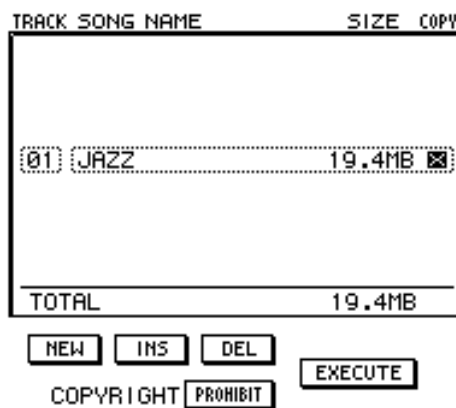 TRACK SONG NAME SIZE COPY
01 JAZZ 19.4MB
TOTAL 19.4MB
NEW INS DEL
EXECUTE
COPYRIGHT PROHIBIT